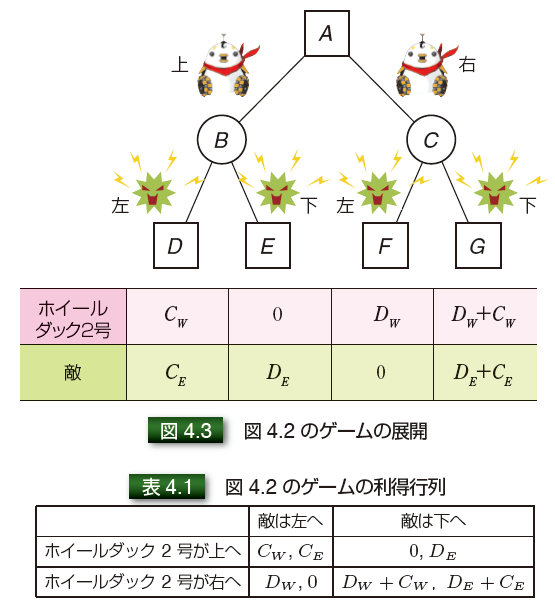 A
上
右
B
C
左
下
左
下
D
E
F
G
ホイール
ダック2号
C_W
0
D_W
D_W+C_W
敵
C_E
D_E
0
D_E+C_E
図 4.3 図 4.2 のゲームの展開
表 4.1 図 4.2 のゲームの利得行列
敵は左へ 敵は下へ
ホイールダック 2 号が上へ C_W, C_E 0, D_E
ホイールダック 2 号が右へ D_W, 0 D_W + C_W, D_E + C_E